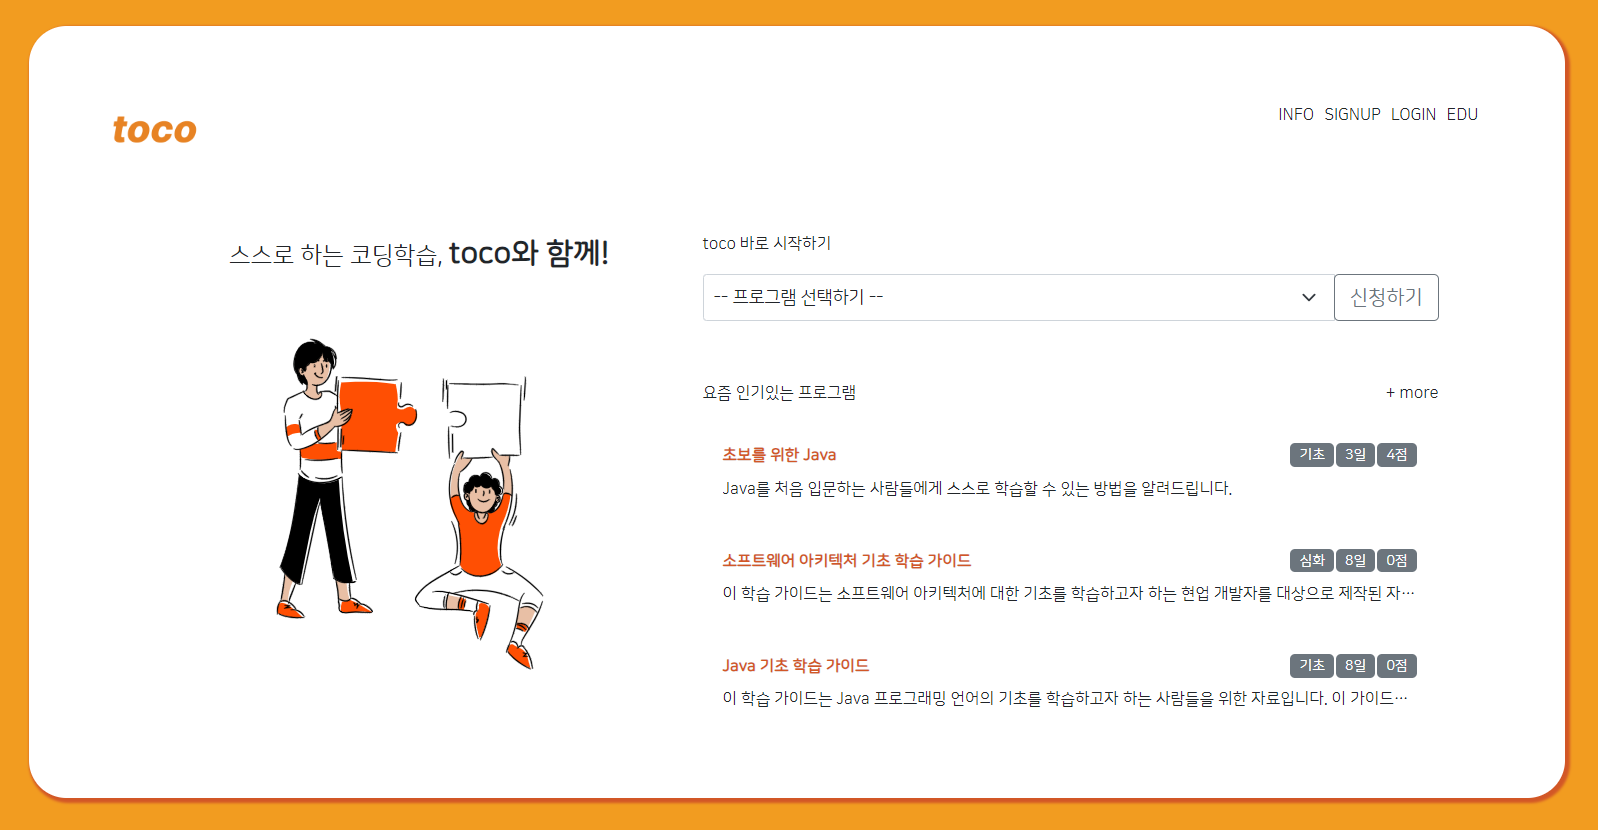 toco
INFO SIGNUP LOGIN EDU
스스로 하는 코딩학습, toco와 함께!
toco 바로 시작하기
-- 프로그램 선택하기 --
신청하기
요즘 인기있는 프로그램
+ more
초보를 위한 Java
기초 3일 4점
Java를 처음 입문하는 사람들에게 스스로 학습할 수 있는 방법을 알려드립니다.
소프트웨어 아키텍처 기초 학습 가이드
심화 8일 0점
이 학습 가이드는 소프트웨어 아키텍처에 대한 기초를 학습하고자 하는 현업 개발자를 대상으로 제작된 자…
Java 기초 학습 가이드
기초 8일 0점
이 학습 가이드는 Java 프로그래밍 언어의 기초를 학습하고자 하는 사람들을 위한 자료입니다. 이 가이드…